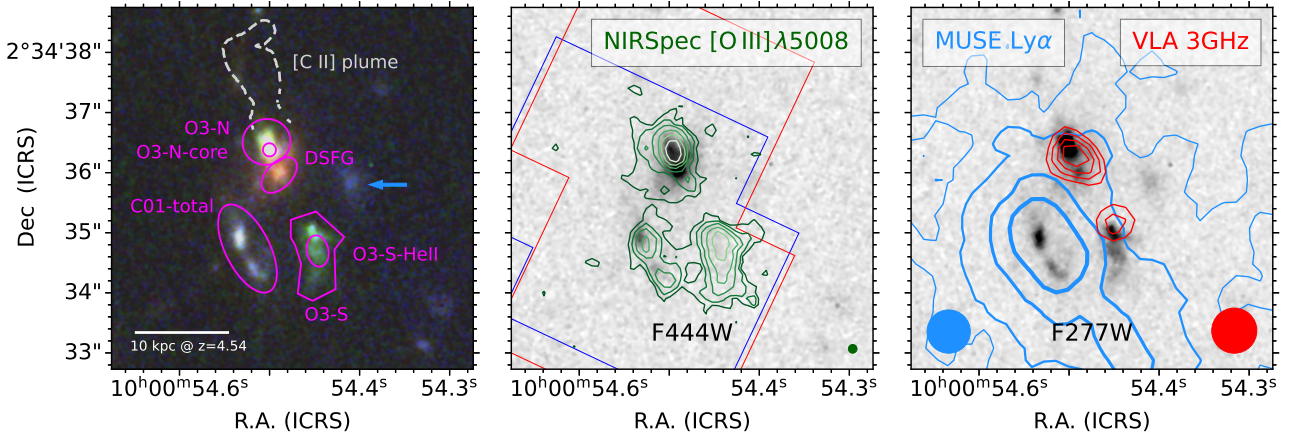 2°34'38"
37"
36"
35"
34"
33"
Dec (ICRS)
[C II] plume
O3-N
O3-N-core
DSFG
C01-total
O3-S-HeII
O3-S
10 kpc @ z=4.54
10ʰ00ᵐ54.6ˢ
54.4ˢ
54.3ˢ
R.A. (ICRS)
NIRSpec [O III] λ5008
F444W
10ʰ00ᵐ54.6ˢ
54.4ˢ
54.3ˢ
R.A. (ICRS)
MUSE Lyα
VLA 3GHz
F277W
10ʰ00ᵐ54.6ˢ
54.4ˢ
54.3ˢ
R.A. (ICRS)